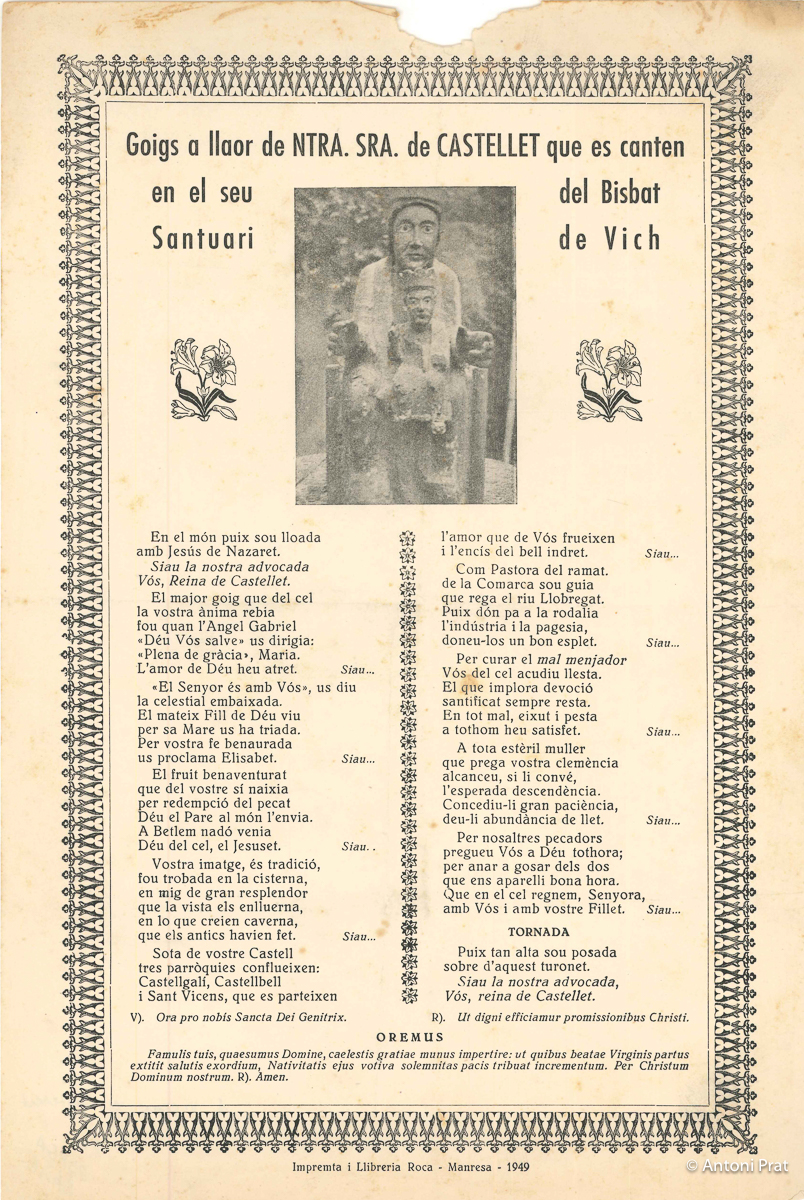 Goigs a llaor de NTRA. SRA. de CASTELLET que es canten
en el seu
Santuari
del Bisbat
de Vich
En el món puix sou lloada
amb Jesús de Nazaret.
Siau la nostra advocada
Vós, Reina de Castellet.
El major goig que del cel
la vostra ànima rebia
fou quan l'Angel Gabriel
«Déu Vós salve» us dirigia:
«Plena de gràcia», Maria.
L'amor de Déu heu atret. Siau...
«El Senyor és amb Vós», us diu
la celestial embaixada.
El mateix Fill de Déu viu
per sa Mare us ha triada.
Per vostra fe benaurada
us proclama Elisabet. Siau...
El fruit benaventurat
que del vostre sí naixia
per redempció del pecat
Déu el Pare al món l'envia.
A Betlem nadó venia
Déu del cel, el Jesuset. Siau. .
Vostra imatge, és tradició,
fou trobada en la cisterna,
en mig de gran resplendor
que la vista els enlluerna,
en lo que creien caverna,
que els antics havien fet. Siau...
Sota de vostre Castell
tres parròquies conflueixen:
Castellgalí, Castellbell
i Sant Vicens, que es parteixen
l'amor que de Vós frueixen
i l'encís del bell indret. Siau...
Com Pastora del ramat.
de la Comarca sou guia
que rega el riu Llobregat.
Puix dón pa a la rodalia
l'indústria i la pagesia,
doneu-los un bon esplet. Siau...
Per curar el mal menjador
Vós del cel acudiu llesta.
El que implora devoció
santificat sempre resta.
En tot mal, eixut i pesta
a tothom heu satisfet. Siau...
A tota estèril muller
que prega vostra clemència
alcanceu, si li convé,
l'esperada descendència.
Concediu-li gran paciència,
deu-li abundància de llet. Siau...
Per nosaltres pecadors
pregueu Vós a Déu tothora;
per anar a gosar dels dos
que ens aparelli bona hora.
Que en el cel regnem, Senyora,
amb Vós i amb vostre Fillet. Siau...
TORNADA
Puix tan alta sou posada
sobre d'aquest turonet.
Siau la nostra advocada,
Vós, reina de Castellet.
V). Ora pro nobis Sancta Dei Genitrix. R). Ut digni efficiamur promissionibus Christi.
OREMUS
Famulis tuis, quaesumus Domine, caelestis gratiae munus impertire: ut quibus beatae Virginis partus
extitit salutis exordium, Nativitatis ejus votiva solemnitas pacis tribuat incrementum. Per Christum
Dominum nostrum. R). Amen.
Impremta i Llibreria Roca - Manresa - 1949
© Antoni Prat